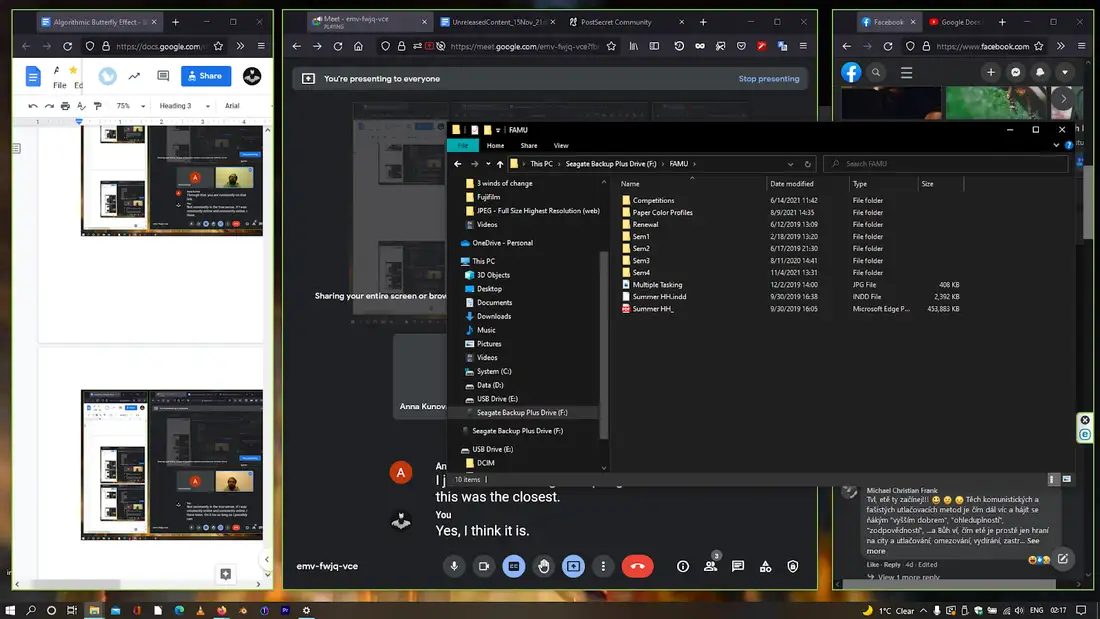 Algorithmic Butterfly Effect -
https://docs.google.com/
File
Ed
Share
75%
Heading 3
Arial
1
1
2
3
4
Meet - emv-fwjq-vce
PLAYING
UnreleasedContent_15Nov_21.o
PostSecret Community
https://meet.google.com/emv-fwjq-vce?
You're presenting to everyone
Stop presenting
Sharing your entire screen or brow
Anna Kunov
A
An
this was the closest.
You
Yes, I think it is.
emv-fwjq-vce
3
FAMU
File
Home
Share
View
This PC
Seagate Backup Plus Drive (F:)
FAMU
Search FAMU
3 winds of change
Fujifilm
JPEG - Full Size Highest Resolution (web)
Videos
OneDrive - Personal
This PC
3D Objects
Desktop
Documents
Downloads
Music
Pictures
Videos
System (C:)
Data (D:)
USB Drive (E:)
Seagate Backup Plus Drive (F:)
Seagate Backup Plus Drive (F:)
USB Drive (E:)
DCIM
Name
Date modified
Type
Size
Competitions
6/14/2021 11:42
File folder
Paper Color Profiles
8/9/2021 14:35
File folder
Renewal
6/12/2019 13:09
File folder
Sem1
2/18/2019 13:20
File folder
Sem2
6/17/2019 21:30
File folder
Sem3
8/11/2020 14:41
File folder
Sem4
11/4/2021 13:31
File folder
Multiple Tasking
12/2/2019 14:00
JPG File
408 KB
Summer HH.indd
9/30/2019 16:38
INDD File
2,392 KB
Summer HH_
9/30/2019 16:05
Microsoft Edge P...
453,883 KB
10 items
Facebook
Google Docs
https://www.facebook.com
Michael Christian Frank
Tvl, etě ty začínej!!
Těch komunistických a
fašistých utlačovacích metod je čím dál víc a hájit se
ňákým "vyšším dobrem", "ohleduplností",
"zodpovědností", ...a Bůh ví, čím etě je prostě jen hraní
na city a utlačování, omezování, vydírání, zastr... See
more
Like · Reply · 4d · Edited
View 1 more reply
1°C Clear
ENG
02:17